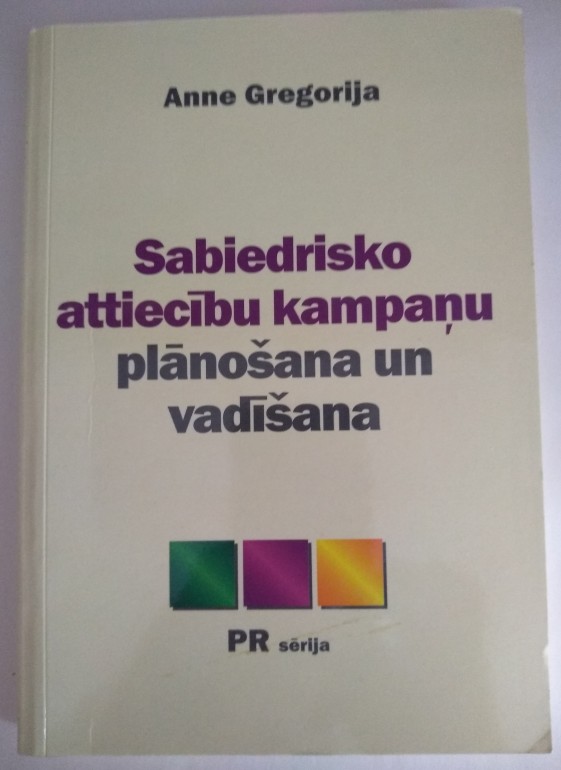 Anne Gregorija
Sabiedrisko
attiecību kampaņu
plānošana un
vadīšana
PR sērija